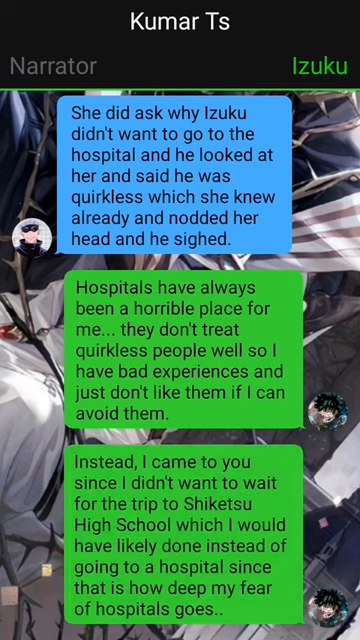 Kumar Ts
Narrator
Izuku
She did ask why Izuku
didn't want to go to the
hospital and he looked at
her and said he was
quirkless which she knew
already and nodded her
head and he sighed.
Hospitals have always
been a horrible place for
me... they don't treat
quirkless people well so I
have bad experiences and
just don't like them if I can
avoid them.
Instead, I came to you
since I didn't want to wait
for the trip to Shiketsu
High School which I would
have likely done instead of
going to a hospital since
that is how deep my fear
of hospitals goes..